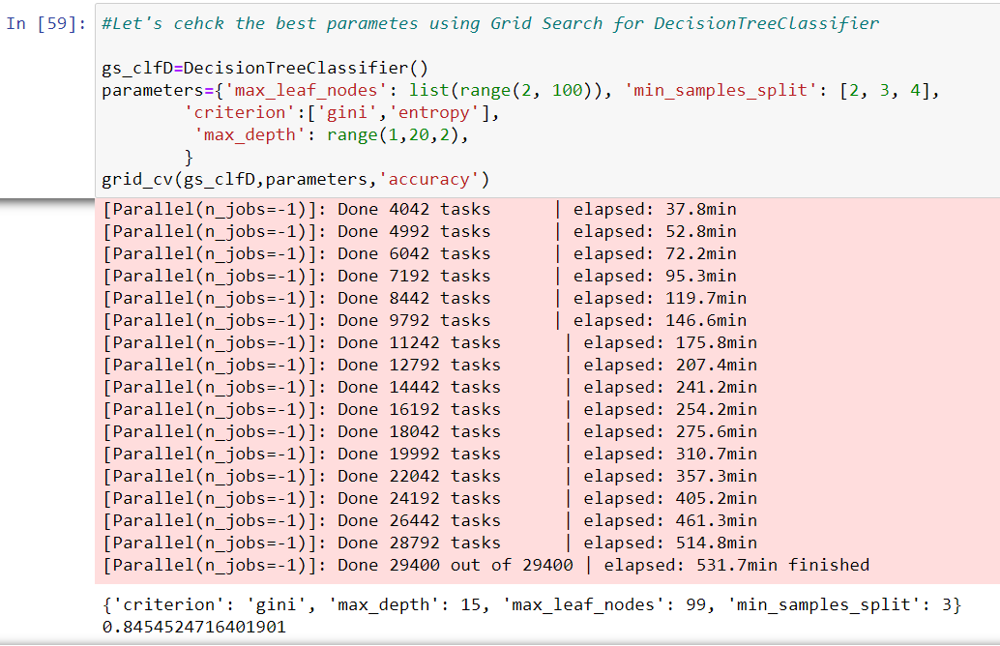 In [59]: #Let's cehck the best parametes using Grid Search for DecisionTreeClassifier
gs_clfD=DecisionTreeClassifier()
parameters={'max_leaf_nodes': list(range(2, 100)), 'min_samples_split': [2, 3, 4],
'criterion':['gini','entropy'],
'max_depth': range(1,20,2),
}
grid_cv(gs_clfD,parameters,'accuracy')
[Parallel(n_jobs=-1)]: Done 4042 tasks | elapsed: 37.8min
[Parallel(n_jobs=-1)]: Done 4992 tasks | elapsed: 52.8min
[Parallel(n_jobs=-1)]: Done 6042 tasks | elapsed: 72.2min
[Parallel(n_jobs=-1)]: Done 7192 tasks | elapsed: 95.3min
[Parallel(n_jobs=-1)]: Done 8442 tasks | elapsed: 119.7min
[Parallel(n_jobs=-1)]: Done 9792 tasks | elapsed: 146.6min
[Parallel(n_jobs=-1)]: Done 11242 tasks | elapsed: 175.8min
[Parallel(n_jobs=-1)]: Done 12792 tasks | elapsed: 207.4min
[Parallel(n_jobs=-1)]: Done 14442 tasks | elapsed: 241.2min
[Parallel(n_jobs=-1)]: Done 16192 tasks | elapsed: 254.2min
[Parallel(n_jobs=-1)]: Done 18042 tasks | elapsed: 275.6min
[Parallel(n_jobs=-1)]: Done 19992 tasks | elapsed: 310.7min
[Parallel(n_jobs=-1)]: Done 22042 tasks | elapsed: 357.3min
[Parallel(n_jobs=-1)]: Done 24192 tasks | elapsed: 405.2min
[Parallel(n_jobs=-1)]: Done 26442 tasks | elapsed: 461.3min
[Parallel(n_jobs=-1)]: Done 28792 tasks | elapsed: 514.8min
[Parallel(n_jobs=-1)]: Done 29400 out of 29400 | elapsed: 531.7min finished
{'criterion': 'gini', 'max_depth': 15, 'max_leaf_nodes': 99, 'min_samples_split': 3}
0.8454524716401901